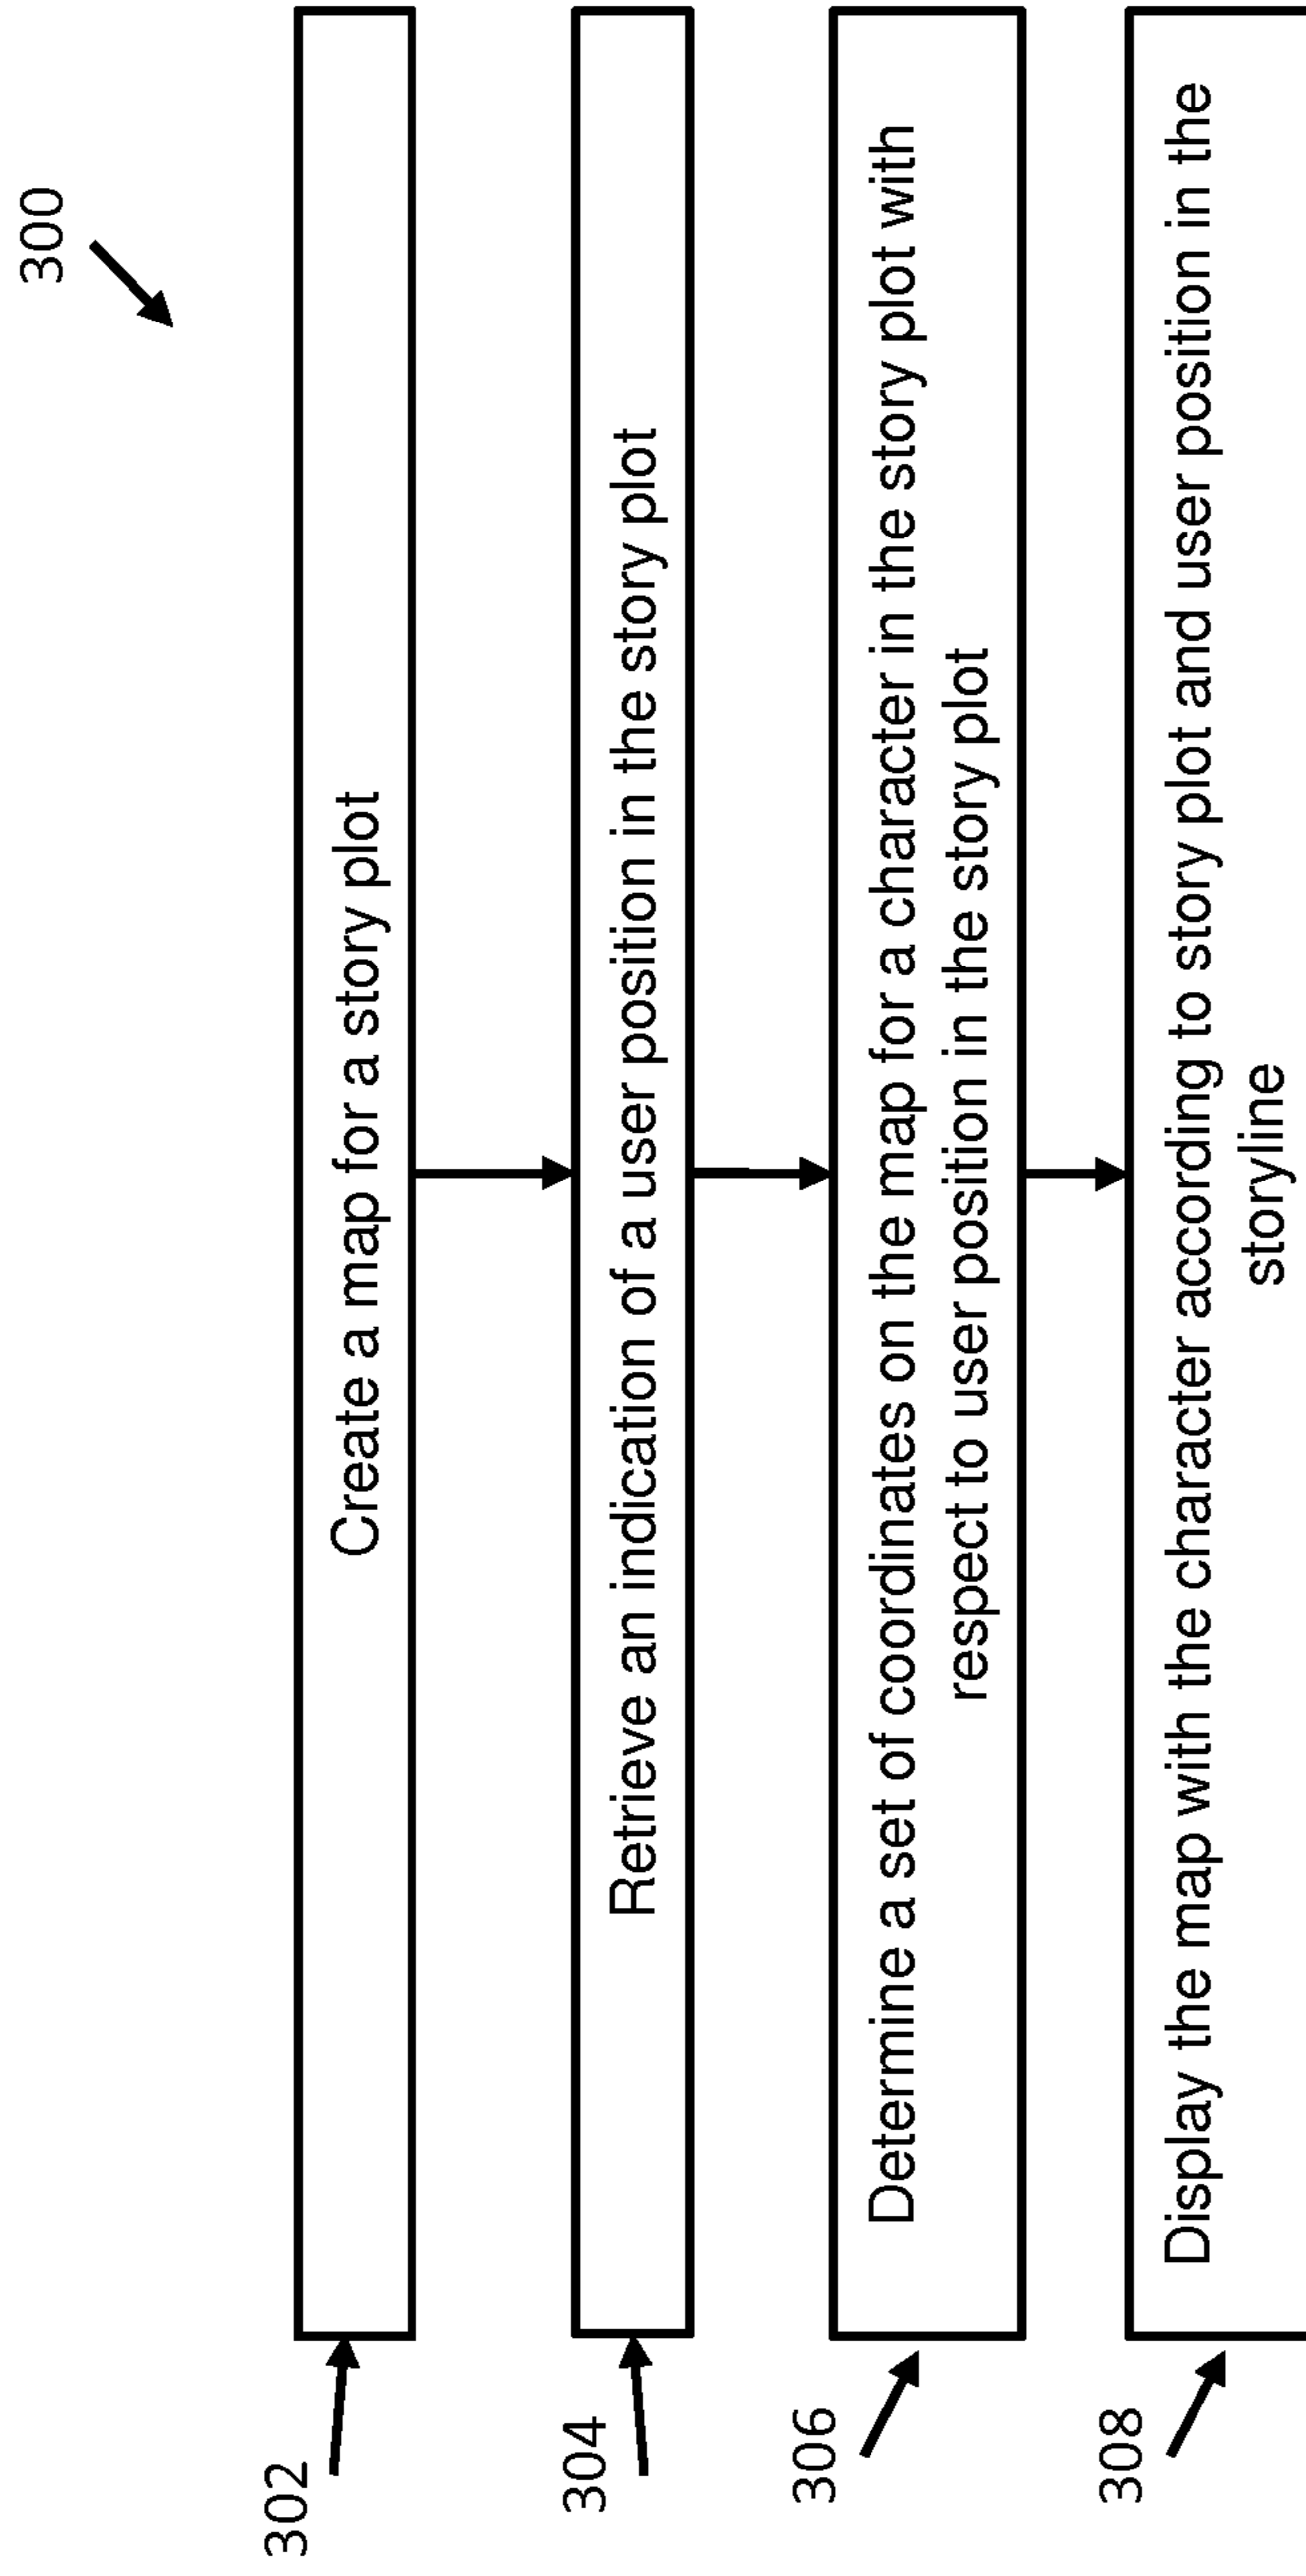 300
302
Create a map for a story plot
304
Retrieve an indication of a user position in the story plot
306
Determine a set of coordinates on the map for a character in the story plot with
respect to user position in the story plot
308
Display the map with the character according to story plot and user position in the
storyline